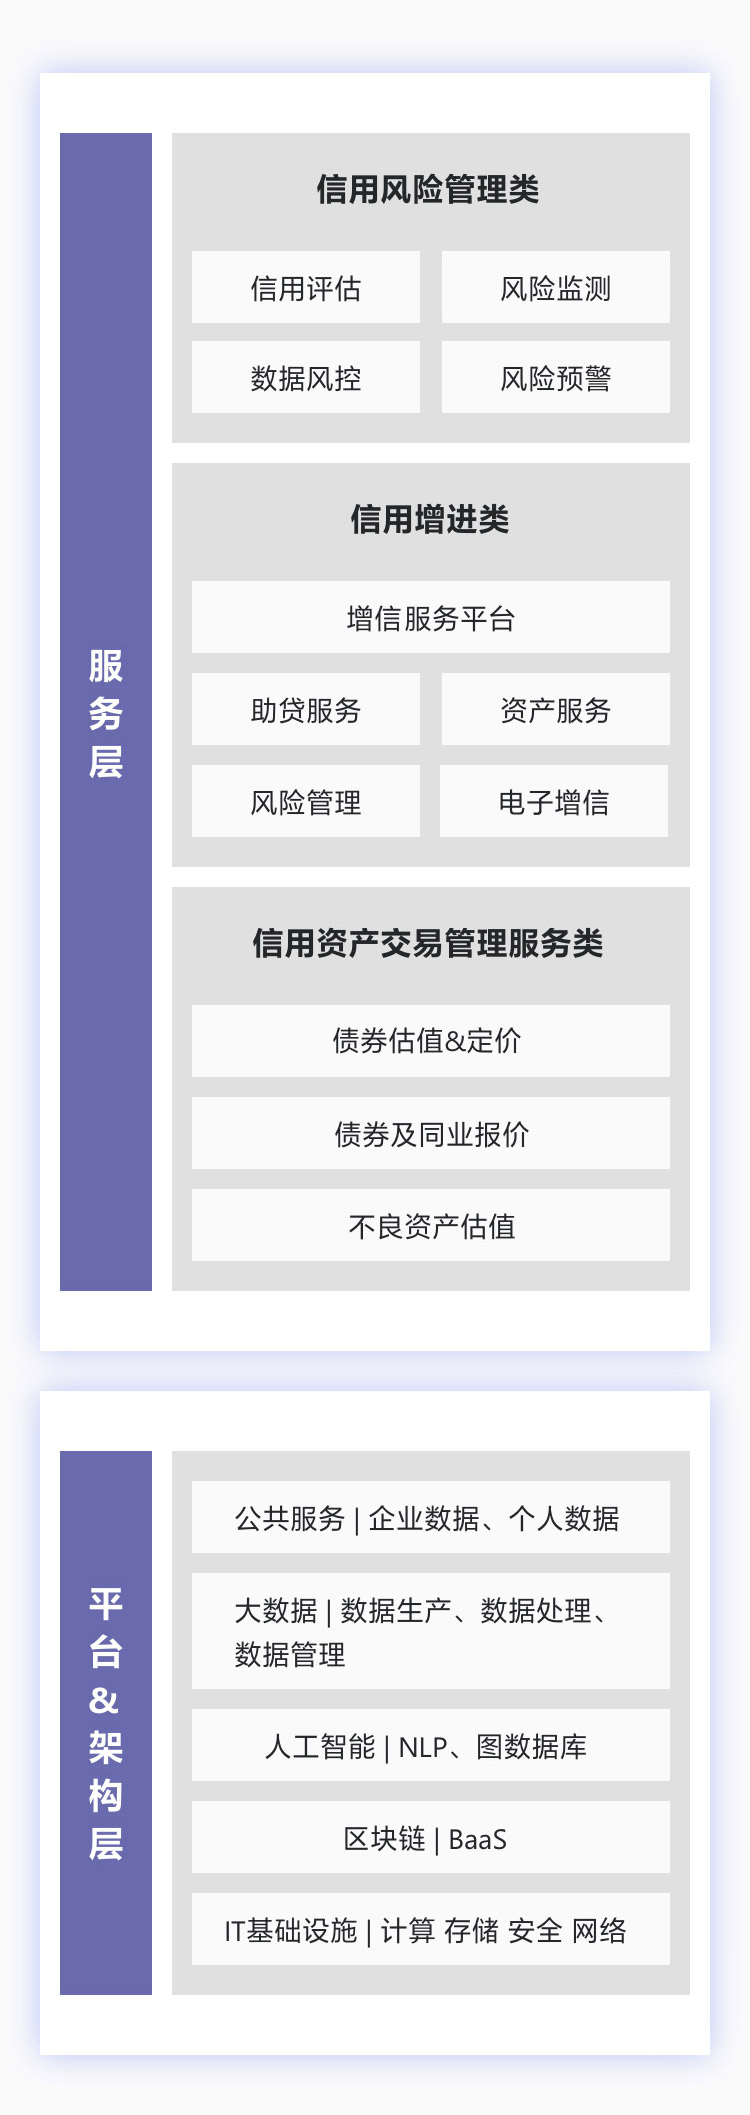 服务层
信用风险管理类
信用评估
风险监测
数据风控
风险预警
信用增进类
增信服务平台
助贷服务
资产服务
风险管理
电子增信
信用资产交易管理服务类
债券估值&定价
债券及同业报价
不良资产估值
平台&架构层
公共服务 | 企业数据、个人数据
大数据 | 数据生产、数据处理、
数据管理
人工智能 | NLP、图数据库
区块链 | BaaS
IT基础设施 | 计算 存储 安全 网络